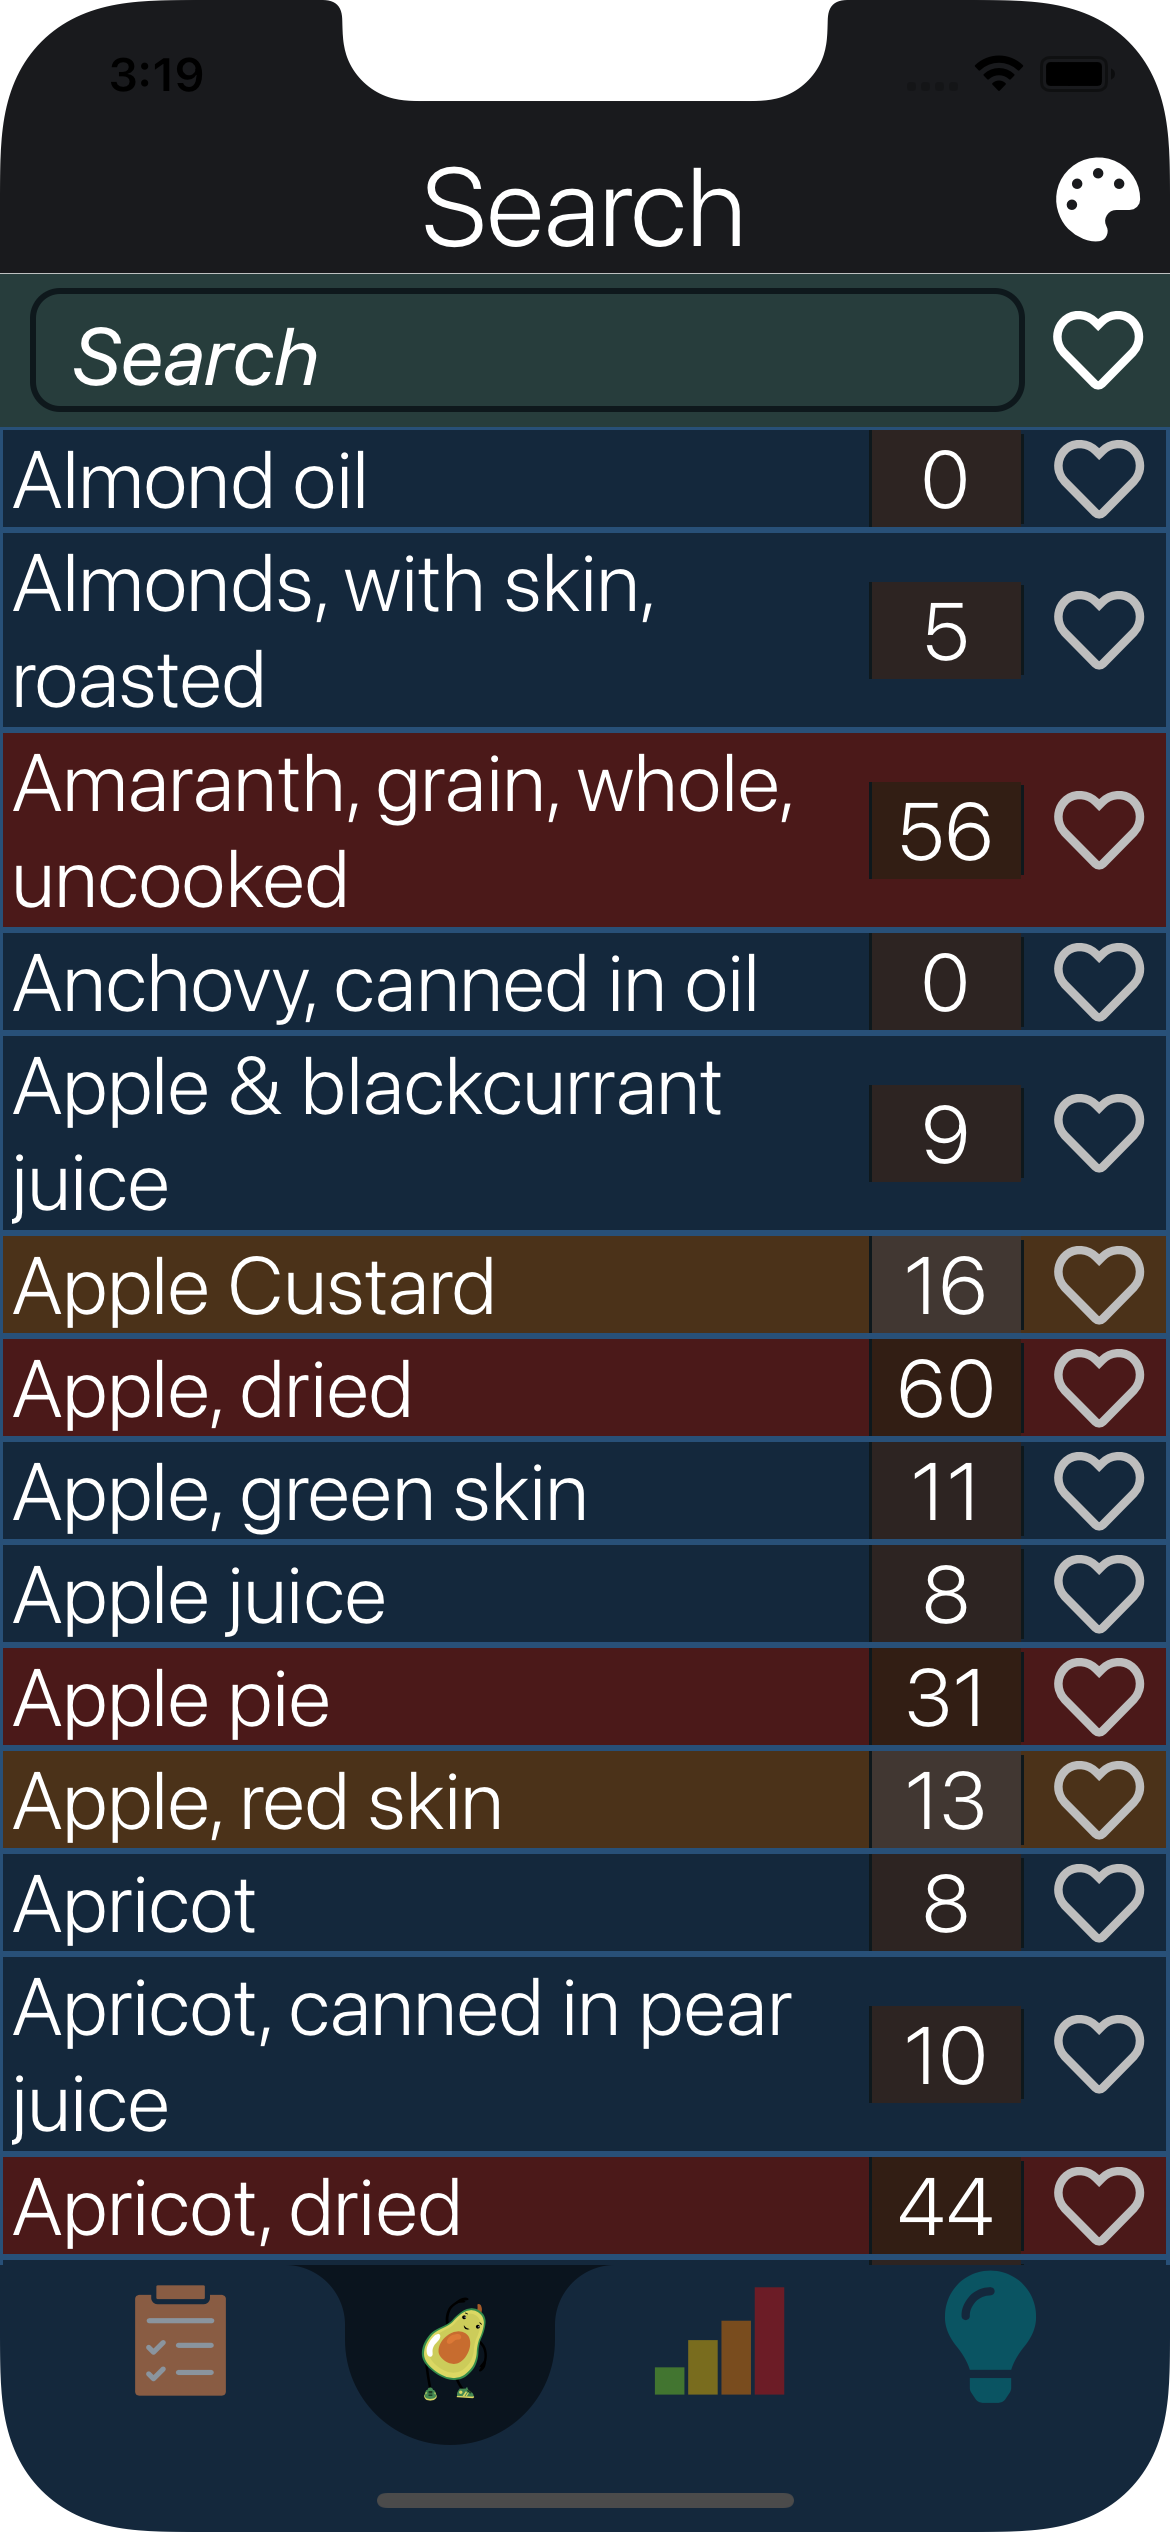 3:19
Search
Search
Almond oil 0
Almonds, with skin,
roasted 5
Amaranth, grain, whole,
uncooked 56
Anchovy, canned in oil 0
Apple & blackcurrant
juice 9
Apple Custard 16
Apple, dried 60
Apple, green skin 11
Apple juice 8
Apple pie 31
Apple, red skin 13
Apricot 8
Apricot, canned in pear
juice 10
Apricot, dried 44